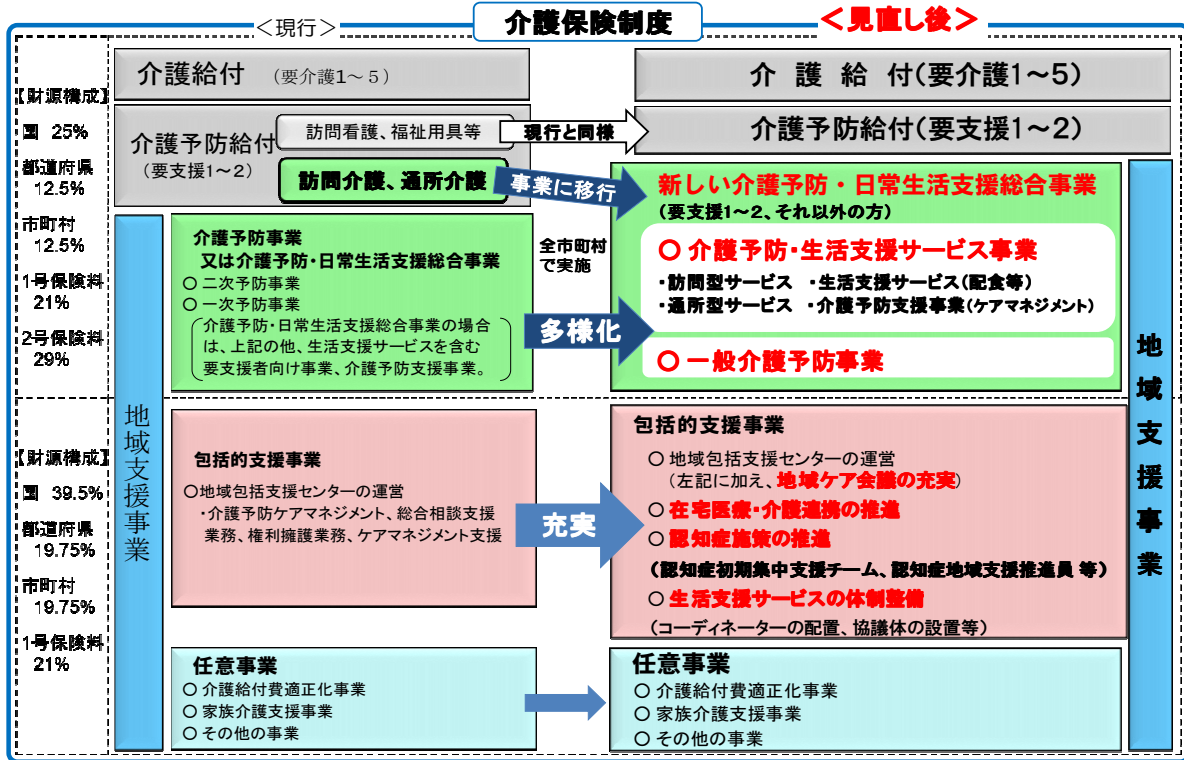 介護保険制度
＜現行＞
＜見直し後＞
【財源構成】
国 25%
都道府県
12.5%
市町村
12.5%
1号保険料
21%
2号保険料
29%
介護給付 （要介護1～5）
介護予防給付
（要支援1～2）
訪問看護、福祉用具等
訪問介護、通所介護
現行と同様
事業に移行
介 護 給 付(要介護1～5)
介護予防給付(要支援1～2)
新しい介護予防・日常生活支援総合事業
(要支援1～2、それ以外の方)
○ 介護予防・生活支援サービス事業
・訪問型サービス ・生活支援サービス(配食等)
・通所型サービス ・介護予防支援事業(ケアマネジメント)
○ 一般介護予防事業
介護予防事業
又は介護予防・日常生活支援総合事業
○ 二次予防事業
○ 一次予防事業
介護予防・日常生活支援総合事業の場合
は、上記の他、生活支援サービスを含む
要支援者向け事業、介護予防支援事業。
全市町村
で実施
多様化
【財源構成】
国 39.5%
都道府県
19.75%
市町村
19.75%
1号保険料
21%
地域支援事業
包括的支援事業
○地域包括支援センターの運営
・介護予防ケアマネジメント、総合相談支援
業務、権利擁護業務、ケアマネジメント支援
充実
包括的支援事業
○ 地域包括支援センターの運営
(左記に加え、地域ケア会議の充実)
○ 在宅医療・介護連携の推進
○ 認知症施策の推進
(認知症初期集中支援チーム、認知症地域支援推進員 等)
○ 生活支援サービスの体制整備
(コーディネーターの配置、協議体の設置等)
任意事業
○ 介護給付費適正化事業
○ 家族介護支援事業
○ その他の事業
任意事業
○ 介護給付費適正化事業
○ 家族介護支援事業
○ その他の事業
地域支援事業